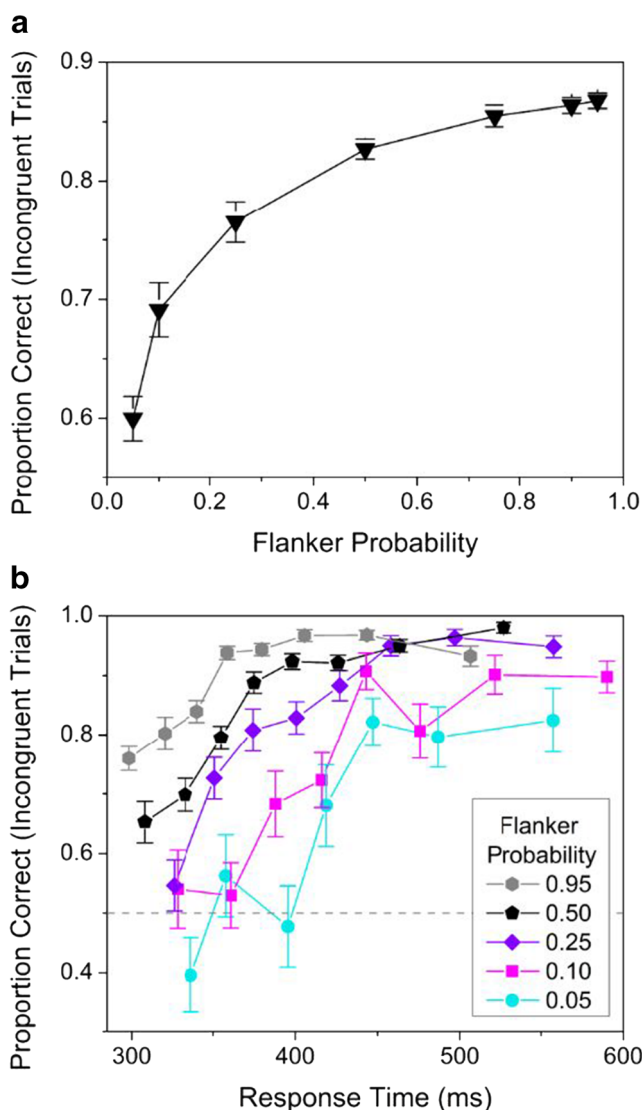 a
Proportion Correct (Incongruent Trials)
0.9
0.8
0.7
0.6
0.0 0.2 0.4 0.6 0.8 1.0
Flanker Probability
b
Proportion Correct (Incongruent Trials)
1.0
0.8
0.6
0.4
Flanker
Probability
0.95
0.50
0.25
0.10
0.05
300 400 500 600
Response Time (ms)